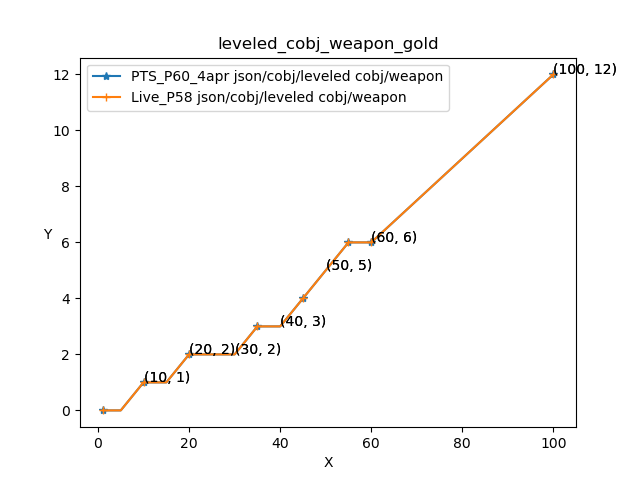 leveled_cobj_weapon_gold
PTS_P60_4apr json/cobj/leveled cobj/weapon
Live_P58 json/cobj/leveled cobj/weapon
(100, 12)
(60, 6)
(50, 5)
(40, 3)
(20, 2)(30, 2)
(10, 1)
12
10
8
6
4
2
0
Y
0 20 40 60 80 100
X